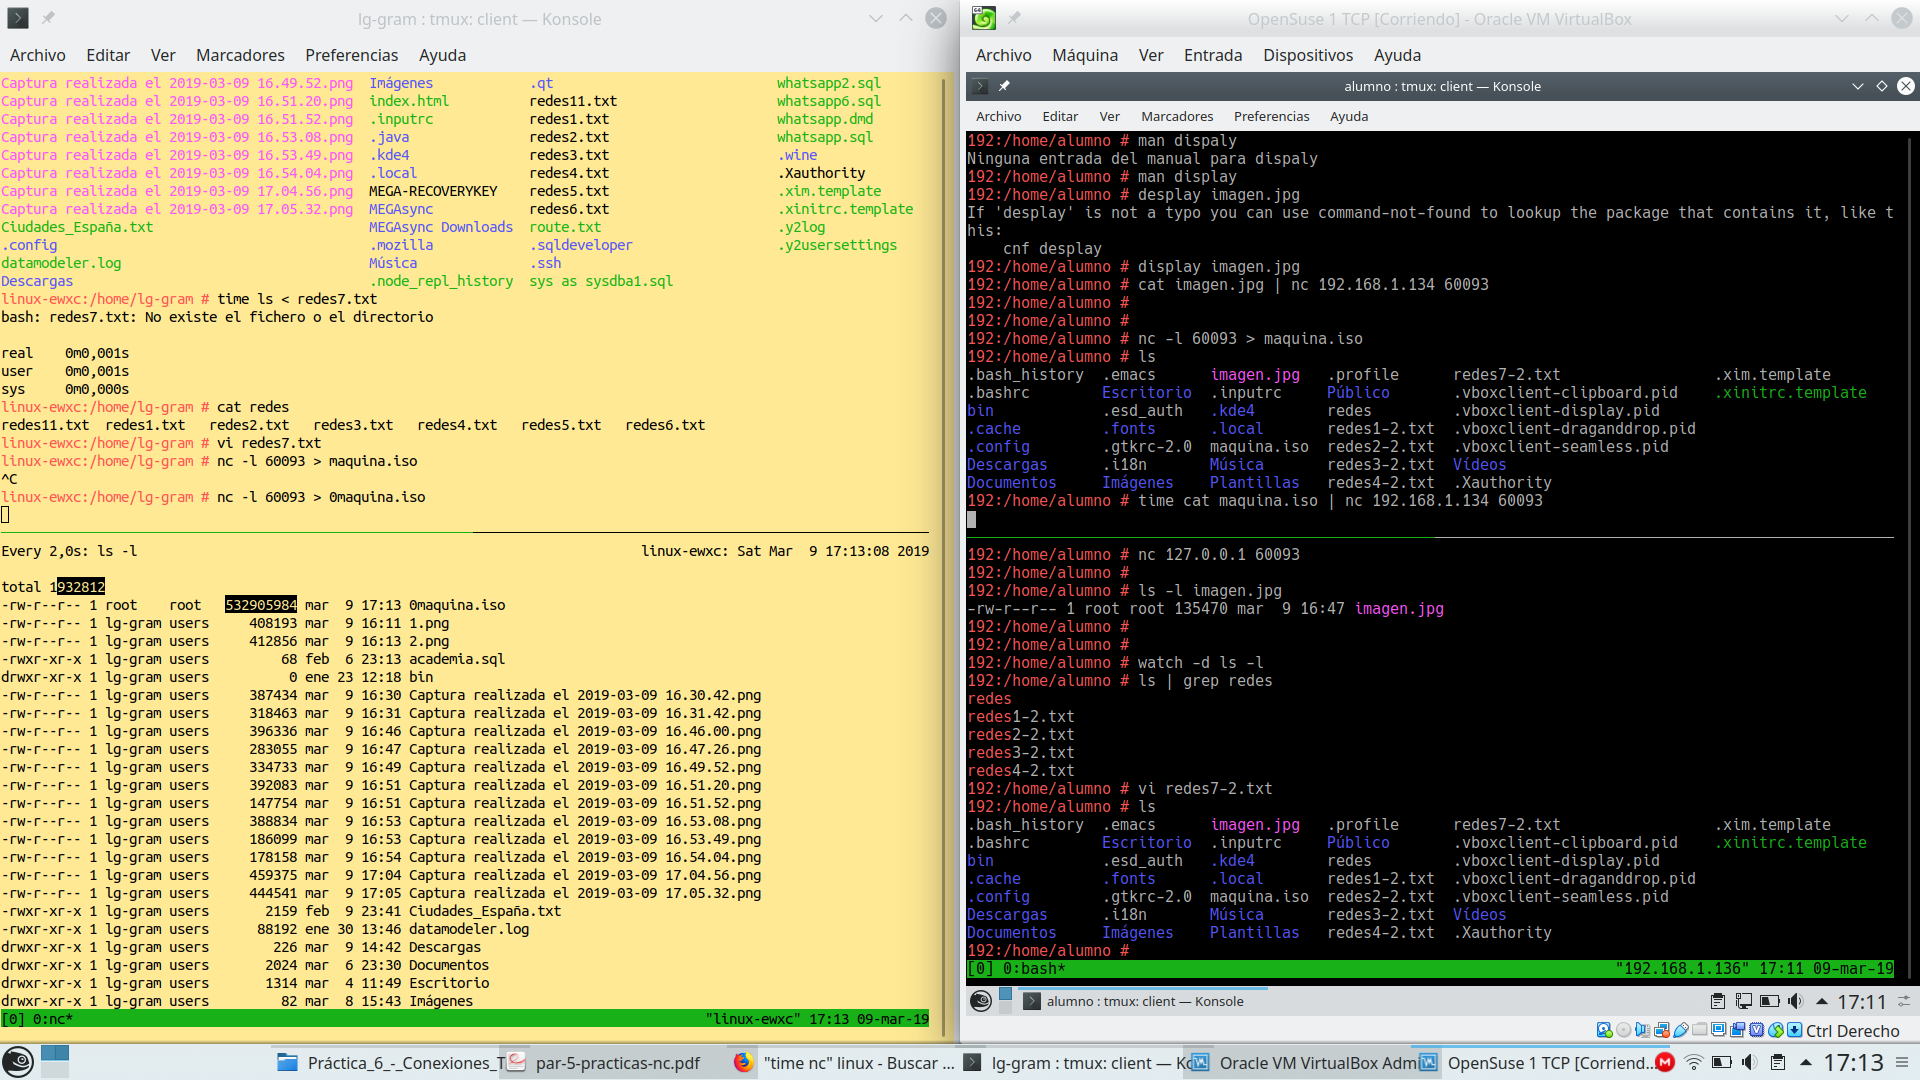 lg-gram : tmux: client — Konsole
Archivo Editar Ver Marcadores Preferencias Ayuda
Captura realizada el 2019-03-09 16.49.52.png Imágenes .qt whatsapp2.sql
Captura realizada el 2019-03-09 16.51.20.png index.html redes11.txt whatsapp6.sql
Captura realizada el 2019-03-09 16.51.52.png .inputrc redes1.txt whatsapp.dmd
Captura realizada el 2019-03-09 16.53.08.png .java redes2.txt whatsapp.sql
Captura realizada el 2019-03-09 16.53.49.png .kde4 redes3.txt .wine
Captura realizada el 2019-03-09 16.54.04.png .local redes4.txt .Xauthority
Captura realizada el 2019-03-09 17.04.56.png MEGA-RECOVERYKEY redes5.txt .xim.template
Captura realizada el 2019-03-09 17.05.32.png MEGAsync redes6.txt .xinitrc.template
Ciudades_España.txt MEGAsync Downloads route.txt .y2log
.config .mozilla .sqldeveloper .y2usersettings
datamodeler.log Música .ssh
Descargas .node_repl_history sys as sysdba1.sql
linux-ewxc:/home/lg-gram # time ls < redes7.txt
bash: redes7.txt: No existe el fichero o el directorio
real 0m0,001s
user 0m0,001s
sys 0m0,000s
linux-ewxc:/home/lg-gram # cat redes
redes11.txt redes1.txt redes2.txt redes3.txt redes4.txt redes5.txt redes6.txt
linux-ewxc:/home/lg-gram # vi redes7.txt
linux-ewxc:/home/lg-gram # nc -l 60093 > maquina.iso
^C
linux-ewxc:/home/lg-gram # nc -l 60093 > 0maquina.iso
Every 2,0s: ls -l linux-ewxc: Sat Mar 9 17:13:08 2019
total 1932812
-rw-r--r-- 1 root root 532905984 mar 9 17:13 0maquina.iso
-rw-r--r-- 1 lg-gram users 408193 mar 9 16:11 1.png
-rw-r--r-- 1 lg-gram users 412856 mar 9 16:13 2.png
-rwxr-xr-x 1 lg-gram users 68 feb 6 23:13 academia.sql
drwxr-xr-x 1 lg-gram users 0 ene 23 12:18 bin
-rw-r--r-- 1 lg-gram users 387434 mar 9 16:30 Captura realizada el 2019-03-09 16.30.42.png
-rw-r--r-- 1 lg-gram users 318463 mar 9 16:31 Captura realizada el 2019-03-09 16.31.42.png
-rw-r--r-- 1 lg-gram users 396336 mar 9 16:46 Captura realizada el 2019-03-09 16.46.00.png
-rw-r--r-- 1 lg-gram users 283055 mar 9 16:47 Captura realizada el 2019-03-09 16.47.26.png
-rw-r--r-- 1 lg-gram users 334733 mar 9 16:49 Captura realizada el 2019-03-09 16.49.52.png
-rw-r--r-- 1 lg-gram users 392083 mar 9 16:51 Captura realizada el 2019-03-09 16.51.20.png
-rw-r--r-- 1 lg-gram users 147754 mar 9 16:51 Captura realizada el 2019-03-09 16.51.52.png
-rw-r--r-- 1 lg-gram users 388834 mar 9 16:53 Captura realizada el 2019-03-09 16.53.08.png
-rw-r--r-- 1 lg-gram users 186099 mar 9 16:53 Captura realizada el 2019-03-09 16.53.49.png
-rw-r--r-- 1 lg-gram users 178158 mar 9 16:54 Captura realizada el 2019-03-09 16.54.04.png
-rw-r--r-- 1 lg-gram users 459375 mar 9 17:04 Captura realizada el 2019-03-09 17.04.56.png
-rw-r--r-- 1 lg-gram users 444541 mar 9 17:05 Captura realizada el 2019-03-09 17.05.32.png
-rwxr-xr-x 1 lg-gram users 2159 feb 9 23:41 Ciudades_España.txt
-rwxr-xr-x 1 lg-gram users 88192 ene 30 13:46 datamodeler.log
drwxr-xr-x 1 lg-gram users 226 mar 9 14:42 Descargas
drwxr-xr-x 1 lg-gram users 2024 mar 6 23:30 Documentos
drwxr-xr-x 1 lg-gram users 1314 mar 4 11:49 Escritorio
drwxr-xr-x 1 lg-gram users 82 mar 8 15:43 Imágenes
[0] 0:nc* "linux-ewxc" 17:13 09-mar-19
OpenSuse 1 TCP [Corriendo] - Oracle VM VirtualBox
Archivo Máquina Ver Entrada Dispositivos Ayuda
alumno : tmux: client — Konsole
Archivo Editar Ver Marcadores Preferencias Ayuda
192:/home/alumno # man dispaly
Ninguna entrada del manual para dispaly
192:/home/alumno # man display
192:/home/alumno # desplay imagen.jpg
If 'desplay' is not a typo you can use command-not-found to lookup the package that contains it, like t
his:
cnf desplay
192:/home/alumno # display imagen.jpg
192:/home/alumno # cat imagen.jpg | nc 192.168.1.134 60093
192:/home/alumno #
192:/home/alumno #
192:/home/alumno # nc -l 60093 > maquina.iso
192:/home/alumno # ls
.bash_history .emacs imagen.jpg .profile redes7-2.txt .xim.template
.bashrc Escritorio .inputrc Público .vboxclient-clipboard.pid .xinitrc.template
bin .esd_auth .kde4 redes .vboxclient-display.pid
.cache .fonts .local redes1-2.txt .vboxclient-draganddrop.pid
.config .gtkrc-2.0 maquina.iso redes2-2.txt .vboxclient-seamless.pid
Descargas .i18n Música redes3-2.txt Vídeos
Documentos Imágenes Plantillas redes4-2.txt .Xauthority
192:/home/alumno # time cat maquina.iso | nc 192.168.1.134 60093
192:/home/alumno # nc 127.0.0.1 60093
192:/home/alumno #
192:/home/alumno # ls -l imagen.jpg
-rw-r--r-- 1 root root 135470 mar 9 16:47 imagen.jpg
192:/home/alumno #
192:/home/alumno #
192:/home/alumno # watch -d ls -l
192:/home/alumno # ls | grep redes
redes
redes1-2.txt
redes2-2.txt
redes3-2.txt
redes4-2.txt
192:/home/alumno # vi redes7-2.txt
192:/home/alumno # ls
.bash_history .emacs imagen.jpg .profile redes7-2.txt .xim.template
.bashrc Escritorio .inputrc Público .vboxclient-clipboard.pid .xinitrc.template
bin .esd_auth .kde4 redes .vboxclient-display.pid
.cache .fonts .local redes1-2.txt .vboxclient-draganddrop.pid
.config .gtkrc-2.0 maquina.iso redes2-2.txt .vboxclient-seamless.pid
Descargas .i18n Música redes3-2.txt Vídeos
Documentos Imágenes Plantillas redes4-2.txt .Xauthority
192:/home/alumno #
[0] 0:bash* "192.168.1.136" 17:11 09-mar-19
alumno : tmux: client — Konsole 17:11
Ctrl Derecho
Práctica_6_-_Conexiones_T par-5-practicas-nc.pdf "time nc" linux - Buscar ... lg-gram : tmux: client — Ko Oracle VM VirtualBox Adm OpenSuse 1 TCP [Corriend... 17:13